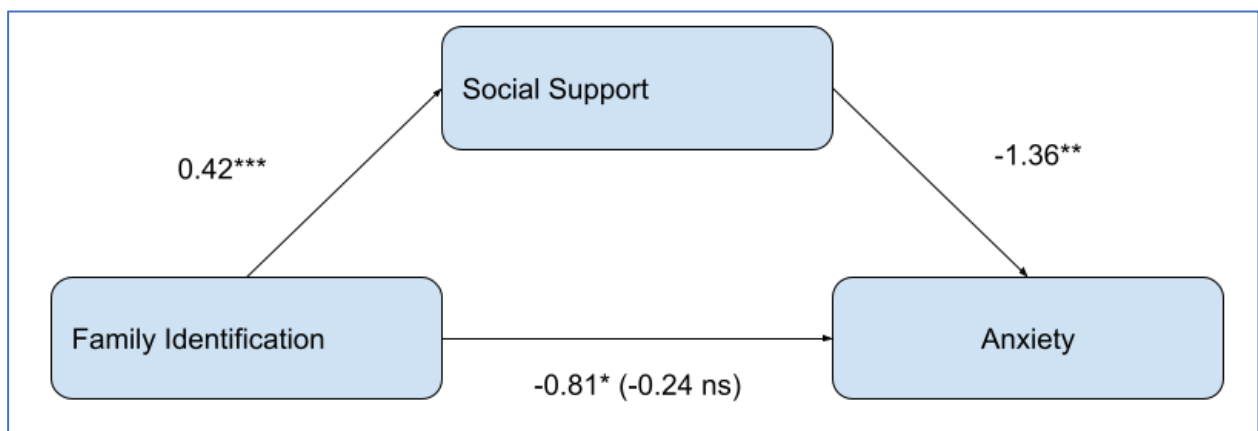 Social Support
0.42***
-1.36**
Family Identification
Anxiety
-0.81* (-0.24 ns)